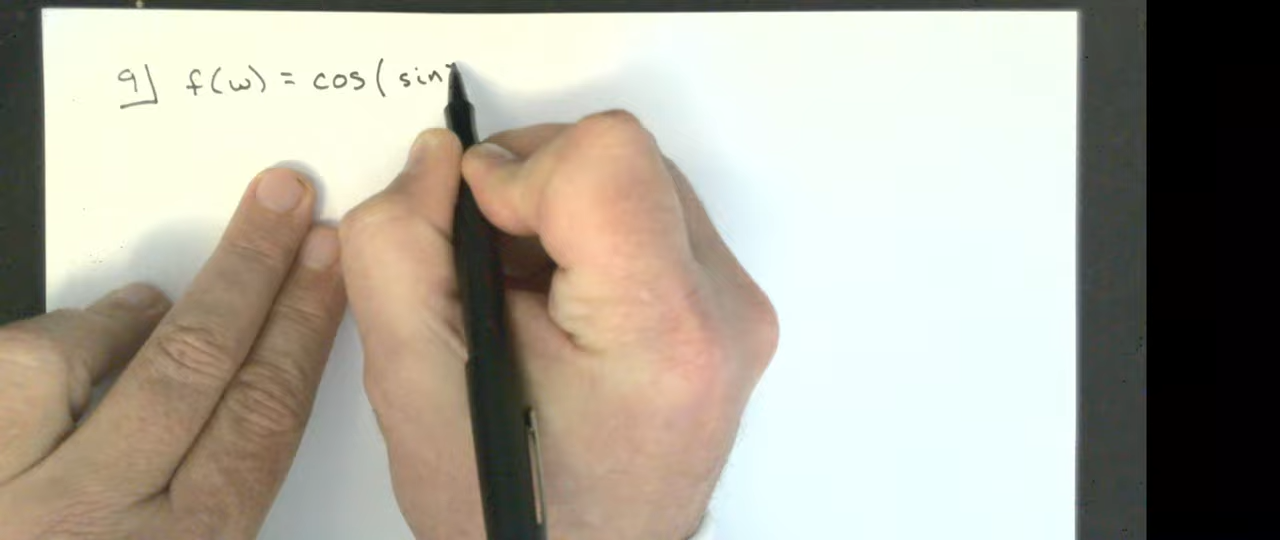 9] f(w) = cos( sin